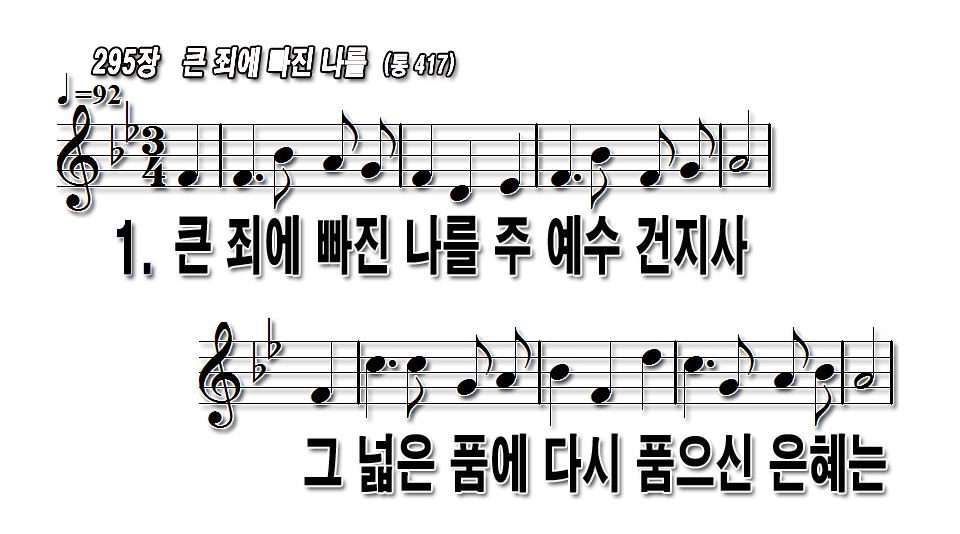 295장 큰 죄에 빠진 나를 (통 417)
♩=92
3/4
1. 큰 죄에 빠진 나를 주 예수 건지사
그 넓은 품에 다시 품으신 은혜는